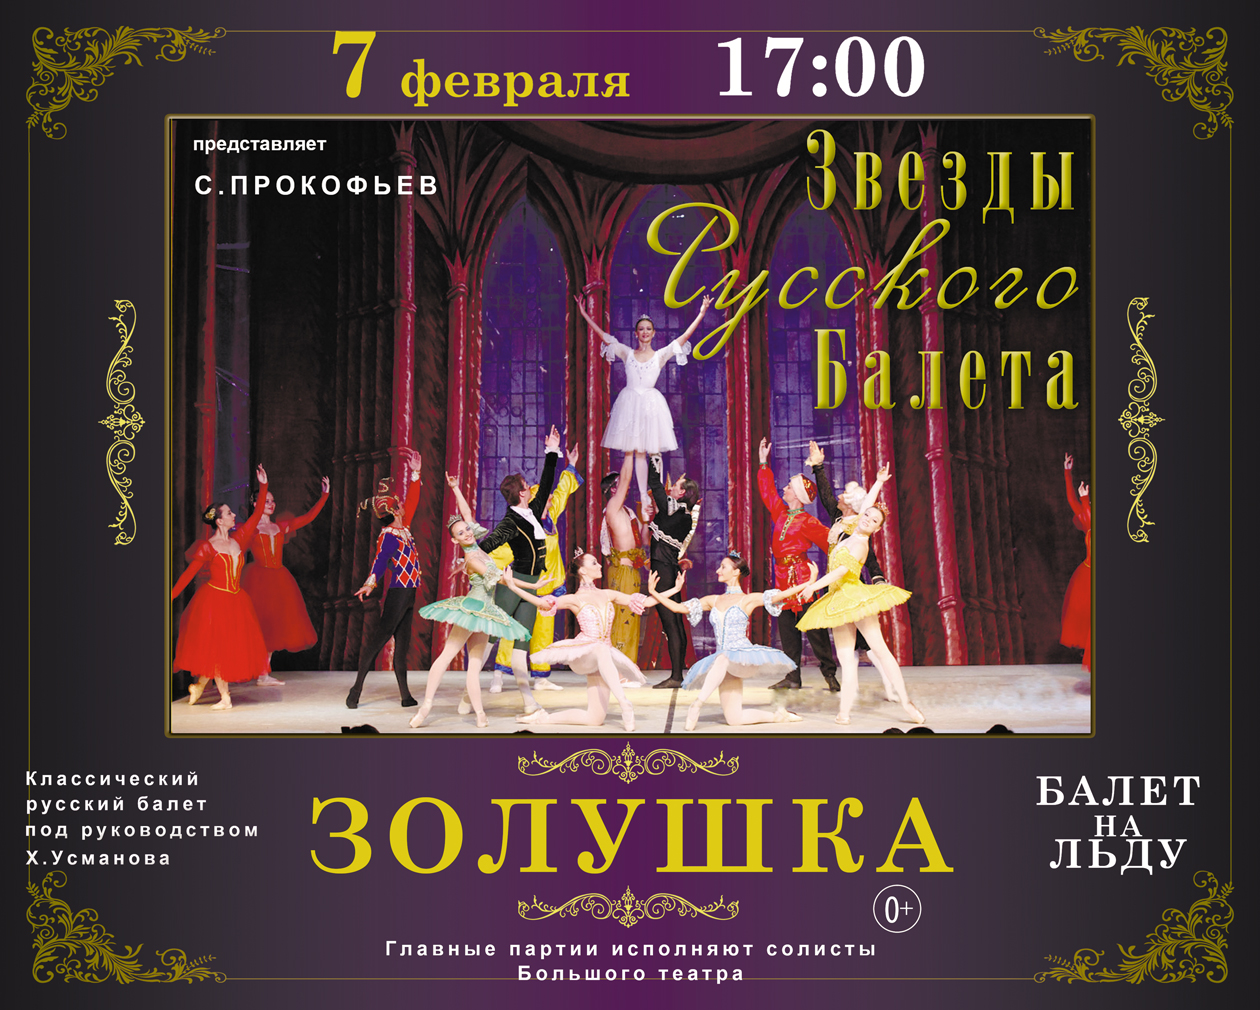 7 февраля 17:00
представляет
С.ПРОКОФЬЕВ
Звезды
Русского
Балета
Классический
русский балет
под руководством
Х.Усманова
ЗОЛУШКА
БАЛЕТ
НА
ЛЬДУ
0+
Главные партии исполняют солисты
Большого театра